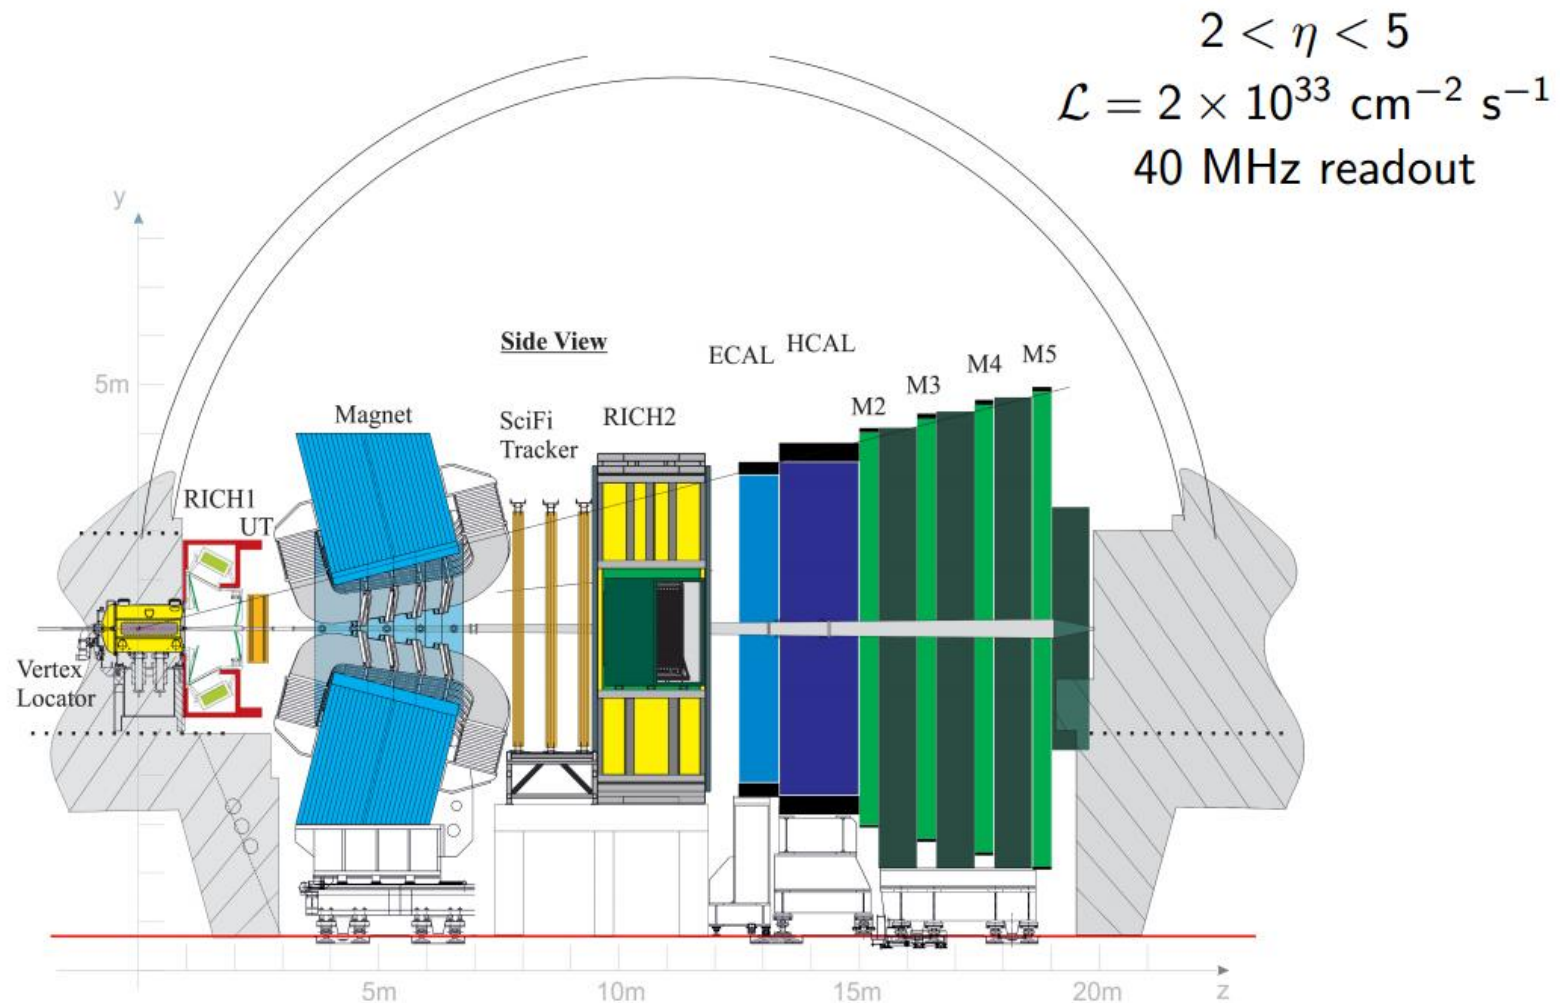 2 < η < 5
ℒ = 2 × 10³³ cm⁻² s⁻¹
40 MHz readout
y
5m
Side View
ECAL
HCAL
M2
M3
M4
M5
Magnet
SciFi
Tracker
RICH2
RICH1
UT
Vertex
Locator
5m
10m
15m
20m
z